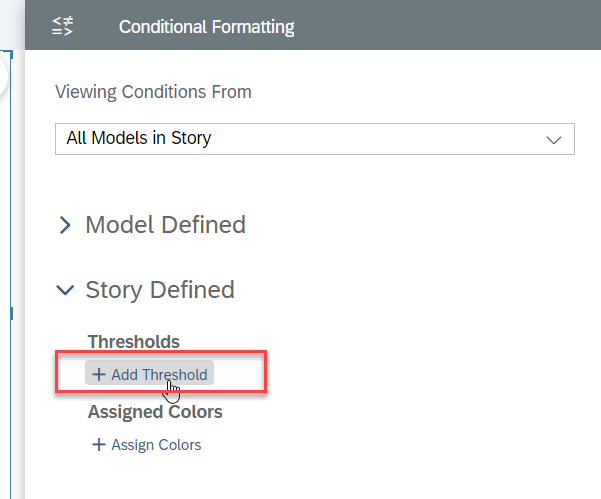 Conditional Formatting
Viewing Conditions From
All Models in Story
Model Defined
Story Defined
Thresholds
+ Add Threshold
Assigned Colors
+ Assign Colors